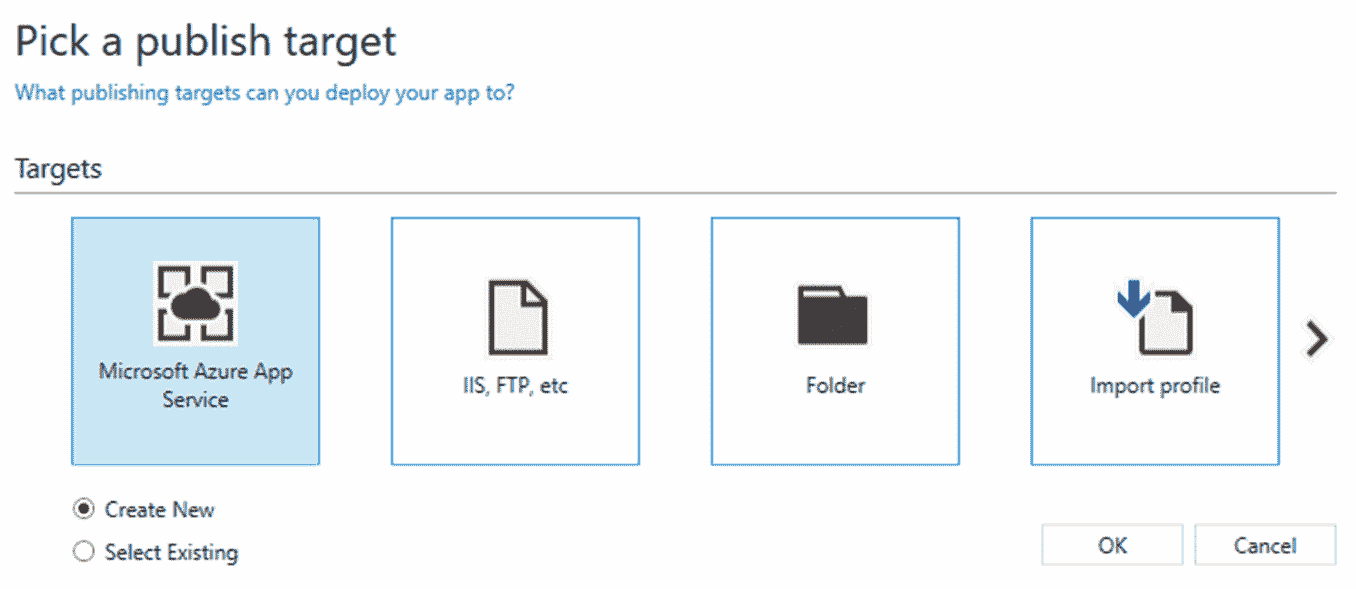 Pick a publish target
What publishing targets can you deploy your app to?
Targets
Microsoft Azure App
Service
IIS, FTP, etc
Folder
Import profile
Create New
Select Existing
OK
Cancel